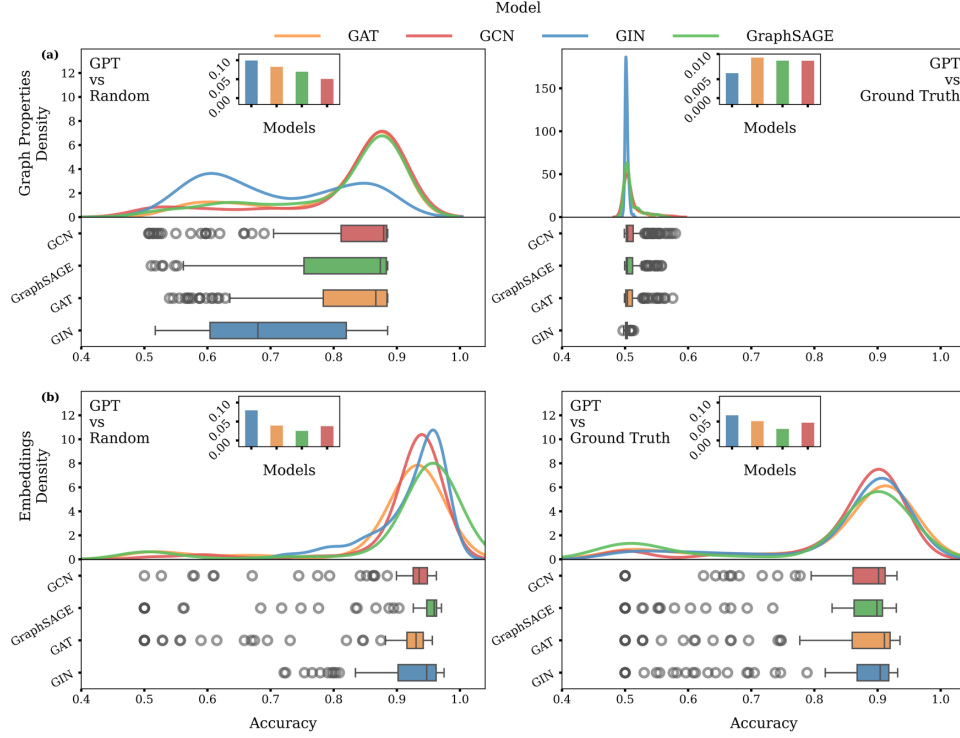 Model
GAT GCN GIN GraphSAGE
(a)
GPT
vs
Random
0.10
0.05
0.00
Models
Graph Properties
Density
14
12
10
8
6
4
2
0
GCN
GraphSAGE
GAT
GIN
0.4 0.5 0.6 0.7 0.8 0.9 1.0
GPT
vs
Ground Truth
0.010
0.005
0.000
Models
150
100
50
0
GCN
GraphSAGE
GAT
GIN
0.4 0.5 0.6 0.7 0.8 0.9 1.0
(b)
GPT
vs
Random
0.10
0.05
0.00
Models
Embeddings
Density
12
10
8
6
4
2
0
GCN
GraphSAGE
GAT
GIN
0.4 0.5 0.6 0.7 0.8 0.9 1.0
Accuracy
GPT
vs
Ground Truth
0.10
0.05
0.00
Models
12
10
8
6
4
2
0
GCN
GraphSAGE
GAT
GIN
0.4 0.5 0.6 0.7 0.8 0.9 1.0
Accuracy